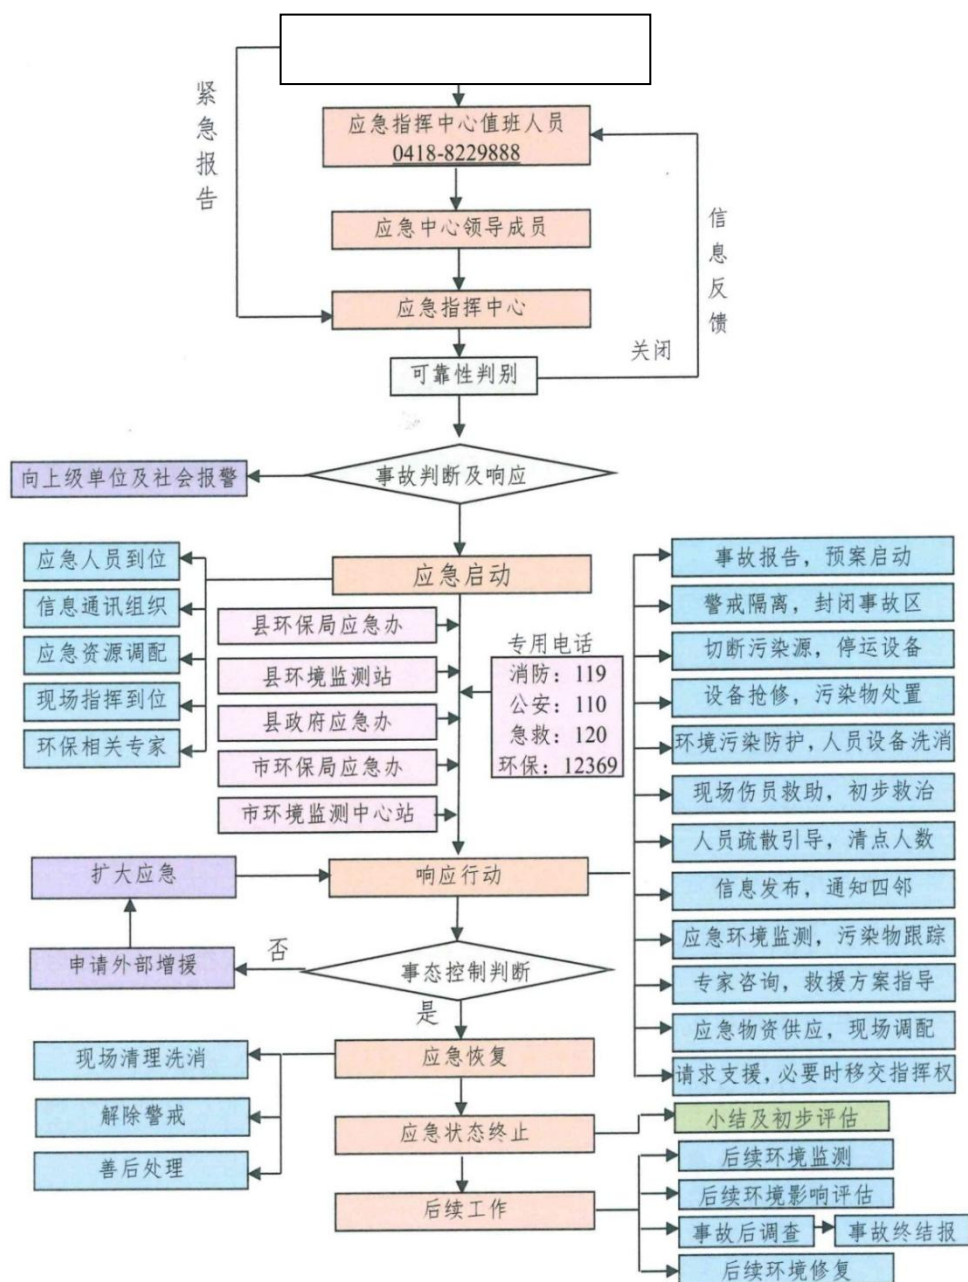 紧急报告
应急指挥中心值班人员
0418-8229888
应急中心领导成员
信息反馈
应急指挥中心
关闭
可靠性判别
事故判断及响应
向上级单位及社会报警
应急启动
应急人员到位
信息通讯组织
应急资源调配
现场指挥到位
环保相关专家
县环保局应急办
县环境监测站
县政府应急办
市环保局应急办
市环境监测中心站
专用电话
消防：119
公安：110
急救：120
环保：12369
事故报告，预案启动
警戒隔离，封闭事故区
切断污染源，停运设备
设备抢修，污染物处置
环境污染防护，人员设备洗消
现场伤员救助，初步救治
人员疏散引导，清点人数
信息发布，通知四邻
应急环境监测，污染物跟踪
专家咨询，救援方案指导
应急物资供应，现场调配
请求支援，必要时移交指挥权
扩大应急
响应行动
申请外部增援
否
事态控制判断
是
应急恢复
现场清理洗消
解除警戒
善后处理
应急状态终止
小结及初步评估
后续工作
后续环境监测
后续环境影响评估
事故后调查
事故终结报
后续环境修复